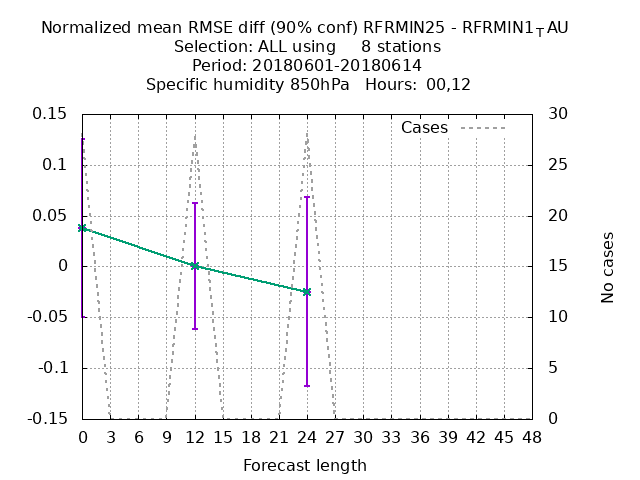 Normalized mean RMSE diff (90% conf) RFRMIN25 - RFRMIN1TAU
Selection: ALL using 8 stations
Period: 20180601-20180614
Specific humidity 850hPa Hours: 00,12
Cases
0.15
0.1
0.05
0
-0.05
-0.1
-0.15
30
25
20
15
10
5
0
No cases
0 3 6 9 12 15 18 21 24 27 30 33 36 39 42 45 48
Forecast length